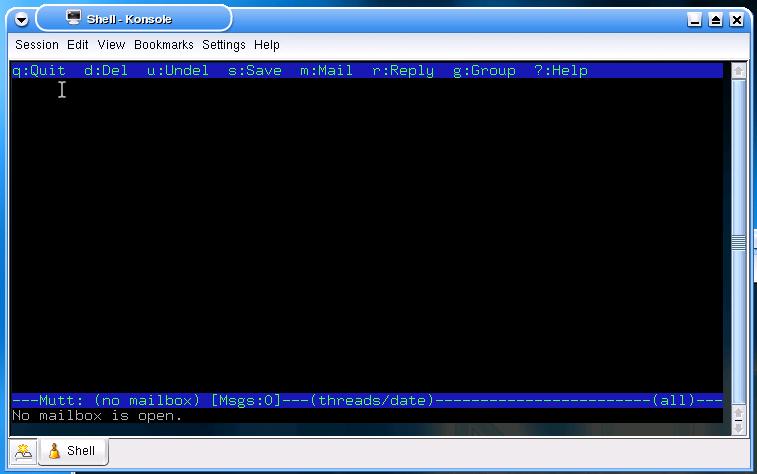 Shell - Konsole
Session Edit View Bookmarks Settings Help
q:Quit  d:Del  u:Undel  s:Save  m:Mail  r:Reply  g:Group  ?:Help
---Mutt: (no mailbox) [Msgs:0]---(threads/date)------------------------(all)---
No mailbox is open.
Shell